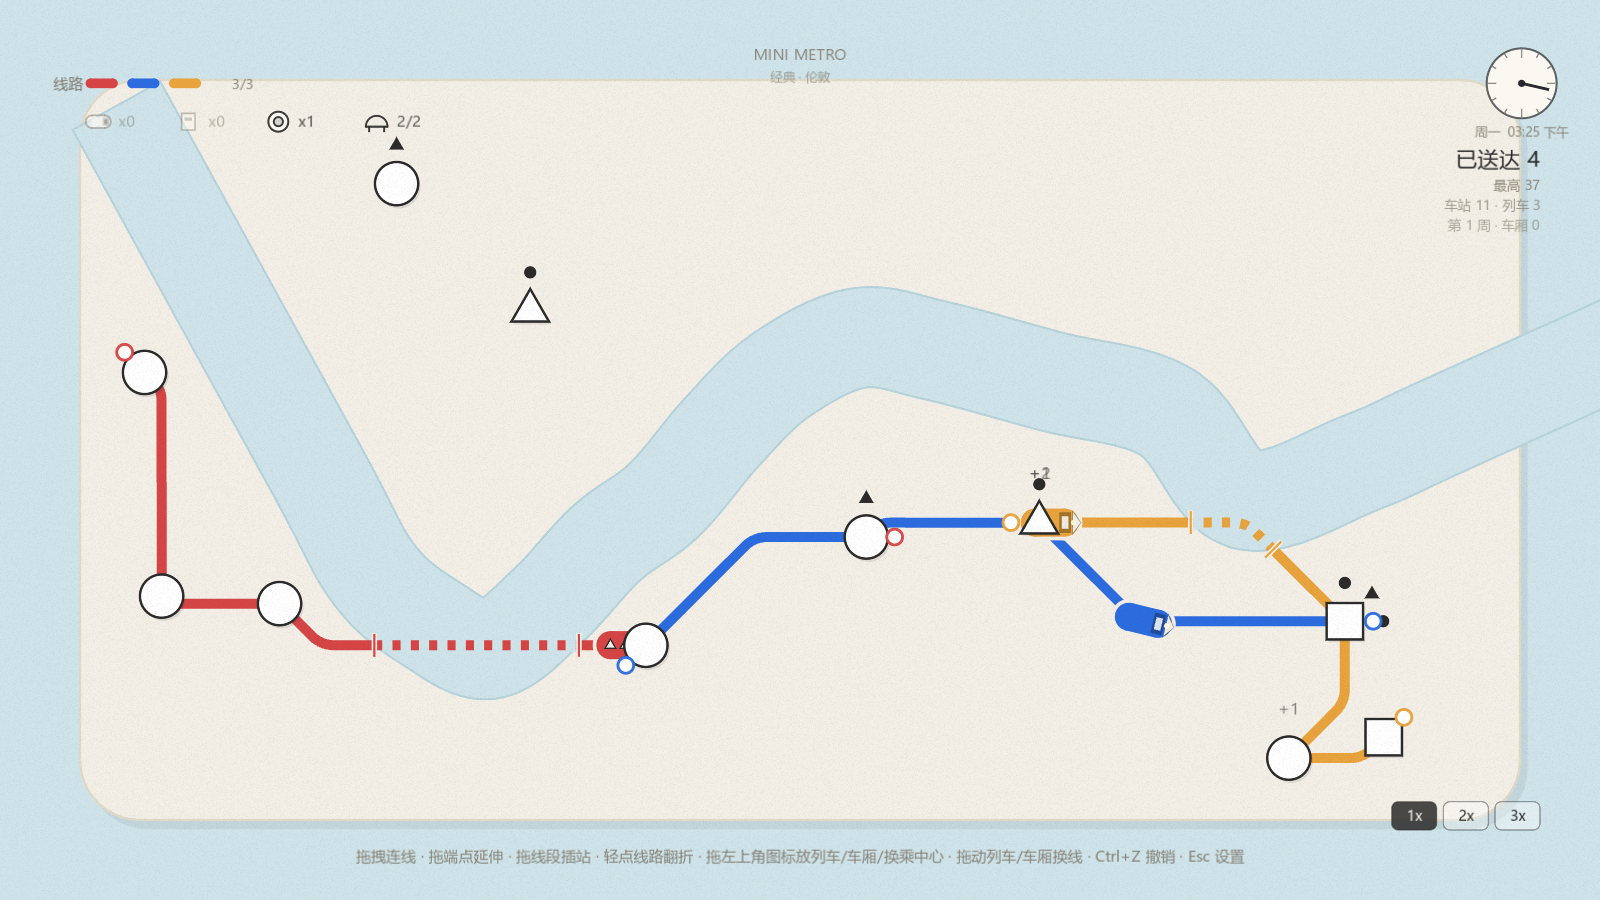 MINI METRO
经典 · 伦敦
线路 3/3
x0 x0 x1 2/2
周一 03:25 下午
已送达 4
最高 37
车站 11 · 列车 3
第 1 周 · 车厢 0
+1
1x 2x 3x
拖拽连线 · 拖端点延伸 · 拖线段插站 · 轻点线路翻折 · 拖左上角图标放列车/车厢/换乘中心 · 拖动列车/车厢换线 · Ctrl+Z 撤销 · Esc 设置